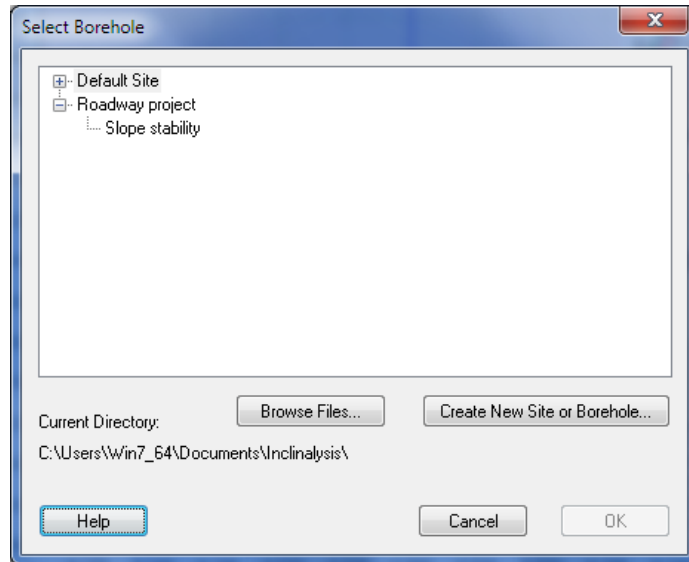 Select Borehole
Default Site
Roadway project
Slope stability
Current Directory:
Browse Files...
Create New Site or Borehole...
C:\Users\Win7_64\Documents\Inclinalysis\
Help
Cancel
OK